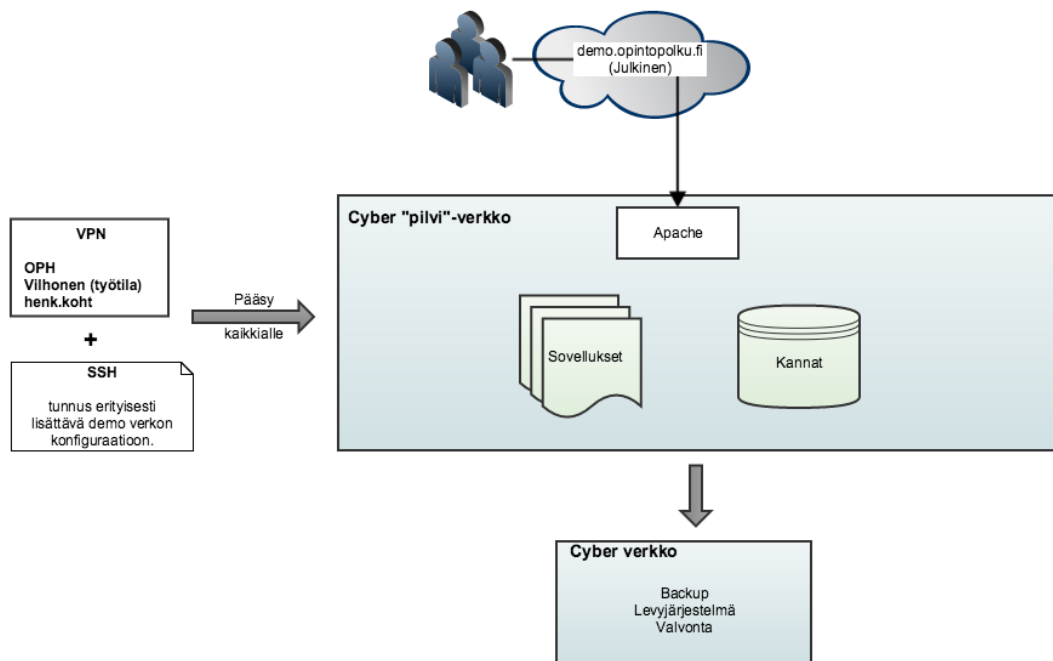 demo.opintopolku.fi
(Julkinen)
Cyber "pilvi"-verkko
Apache
VPN
OPH
Vilhonen (työtila)
henk.koht
+
Pääsy
kaikkialle
Sovellukset
Kannat
SSH
tunnus erityisesti
lisättävä demo verkon
konfiguraatioon.
Cyber verkko
Backup
Levyjärjestelmä
Valvonta